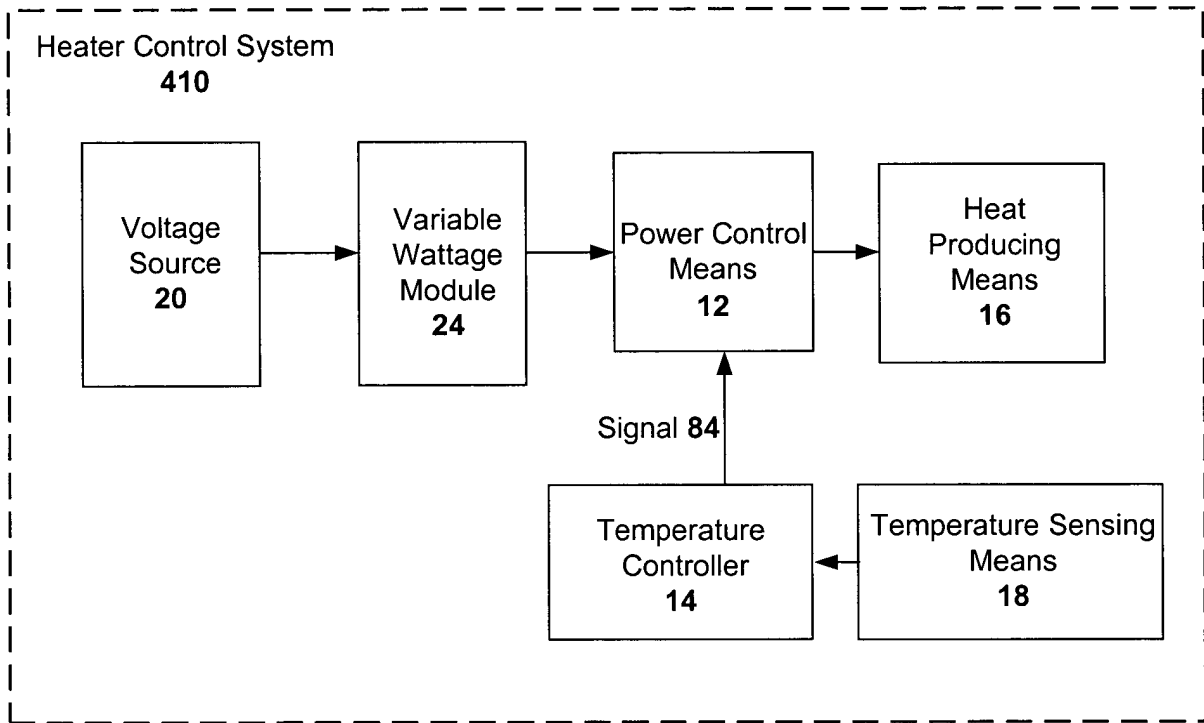 Heater Control System
410
Voltage
Source
20
Variable
Wattage
Module
24
Power Control
Means
12
Heat
Producing
Means
16
Signal 84
Temperature
Controller
14
Temperature Sensing
Means
18